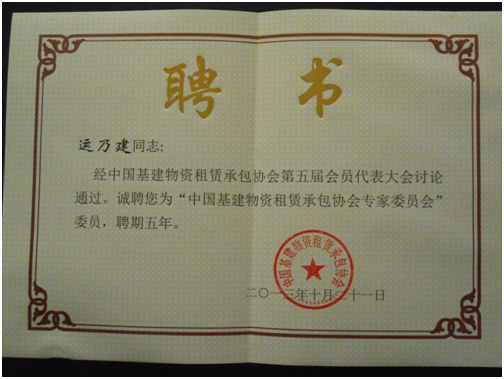 聘 书
运乃建同志:
经中国基建物资租赁承包协会第五届会员代表大会讨论
通过。诚聘您为“中国基建物资租赁承包协会专家委员会”
委员，聘期五年。
中国基建物资租赁承包协会
二〇一三年十月二十一日